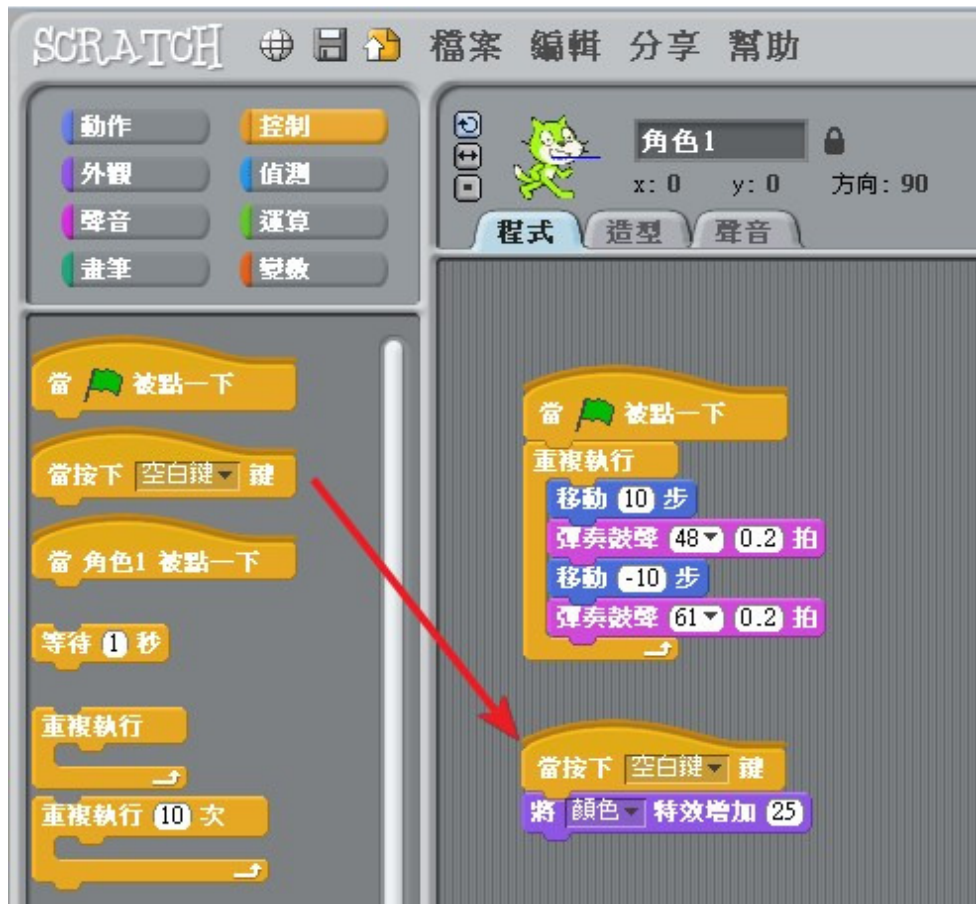 SCRATCH 檔案 編輯 分享 幫助
動作 控制
外觀 偵測
聲音 運算
畫筆 變數
角色1
x: 0 y: 0 方向: 90
程式 造型 聲音
當 被點一下
當按下 空白鍵 鍵
當 角色1 被點一下
等待 1 秒
重複執行
重複執行 10 次
當 被點一下
重複執行
移動 10 步
彈奏鼓聲 48 0.2 拍
移動 -10 步
彈奏鼓聲 61 0.2 拍
當按下 空白鍵 鍵
將 顏色 特效增加 25